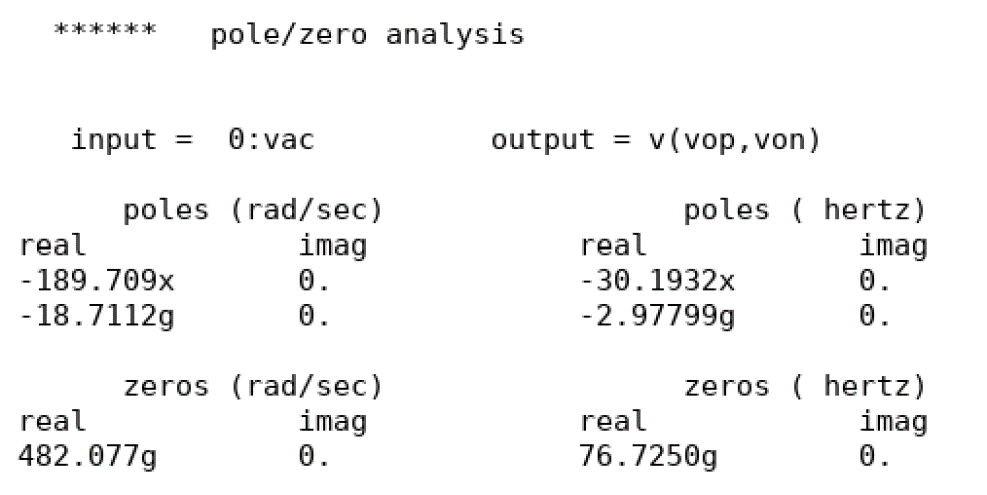 ****** pole/zero analysis
input = 0:vac output = v(vop,von)
poles (rad/sec) poles ( hertz)
real imag real imag
-189.709x 0. -30.1932x 0.
-18.7112g 0. -2.97799g 0.
zeros (rad/sec) zeros ( hertz)
real imag real imag
482.077g 0. 76.7250g 0.